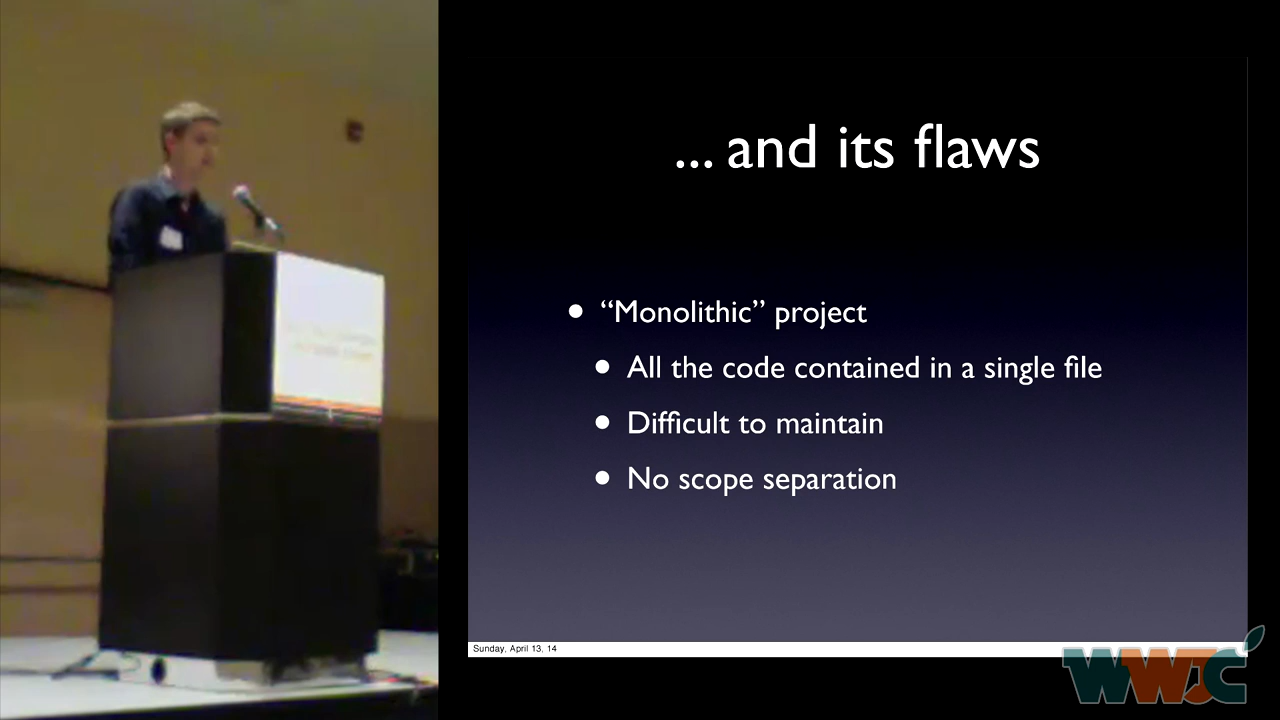 ... and its flaws
• “Monolithic” project
• All the code contained in a single file
• Difficult to maintain
• No scope separation
Sunday, April 13, 14
WWJC